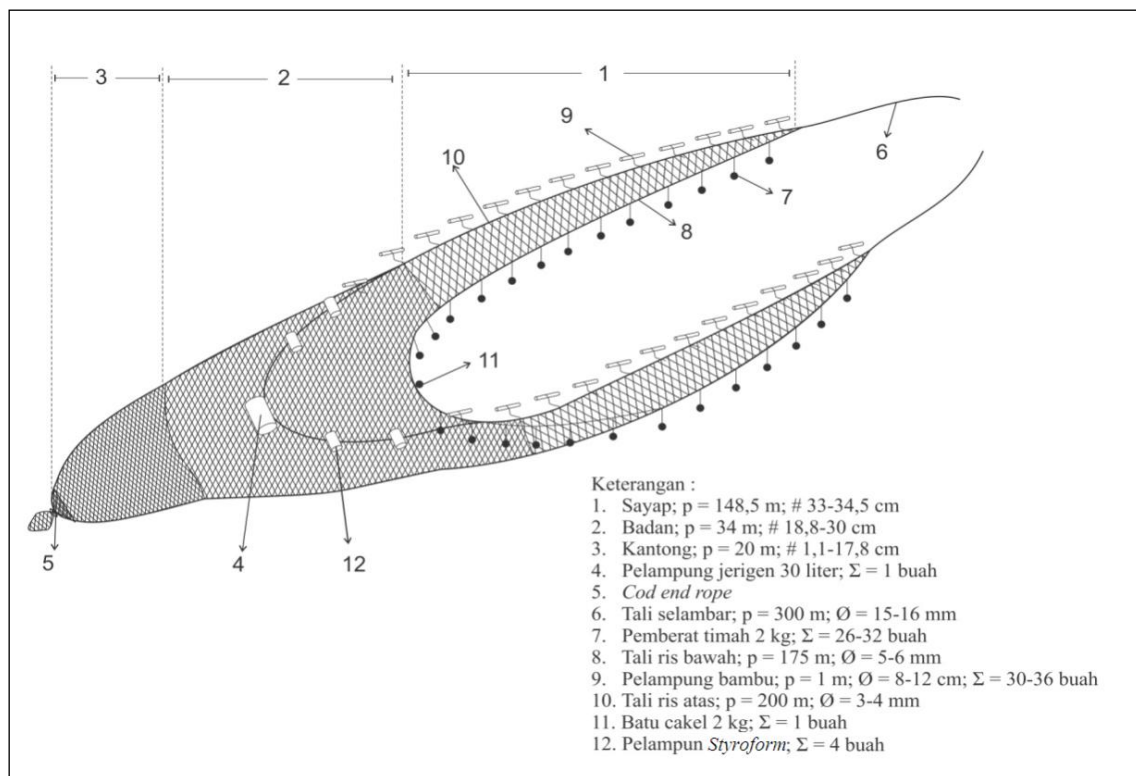 3
2
1
9
10
6
7
8
11
5
4
12
Keterangan :
1. Sayap; p = 148,5 m; # 33-34,5 cm
2. Badan; p = 34 m; # 18,8-30 cm
3. Kantong; p = 20 m; # 1,1-17,8 cm
4. Pelampung jerigen 30 liter; Σ = 1 buah
5. Cod end rope
6. Tali selambar; p = 300 m; Ø = 15-16 mm
7. Pemberat timah 2 kg; Σ = 26-32 buah
8. Tali ris bawah; p = 175 m; Ø = 5-6 mm
9. Pelampung bambu; p = 1 m; Ø = 8-12 cm; Σ = 30-36 buah
10. Tali ris atas; p = 200 m; Ø = 3-4 mm
11. Batu cakel 2 kg; Σ = 1 buah
12. Pelampun Styroform; Σ = 4 buah